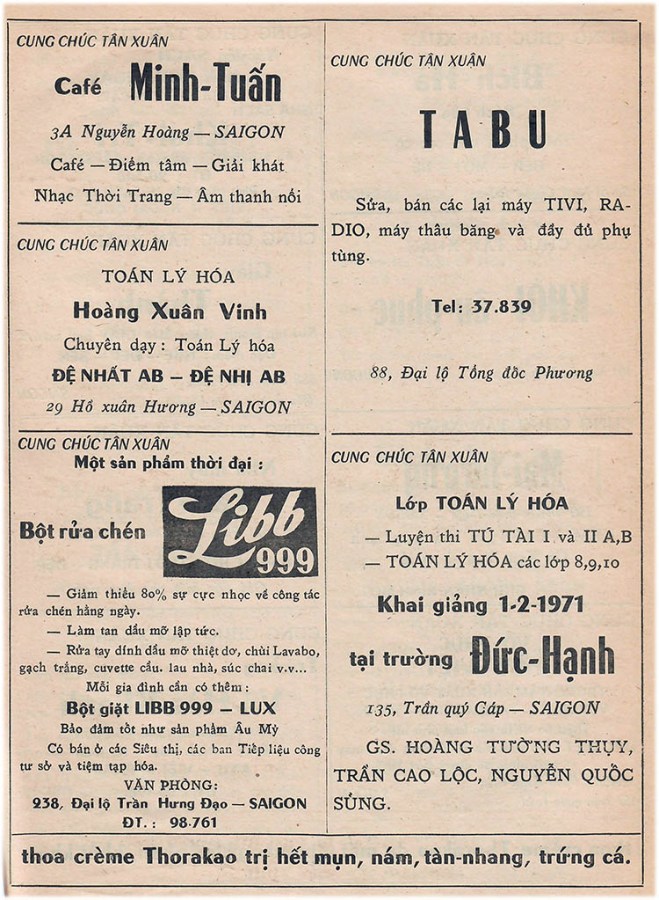 CUNG CHÚC TÂN XUÂN
Café Minh-Tuấn
3A Nguyễn Hoàng — SAIGON
Café — Điểm tâm — Giải khát
Nhạc Thời Trang — Âm thanh nổi
CUNG CHÚC TÂN XUÂN
TOÁN LÝ HÓA
Hoàng Xuân Vinh
Chuyên dạy : Toán Lý hóa
ĐỆ NHẤT AB — ĐỆ NHỊ AB
29 Hồ xuân Hương — SAIGON
CUNG CHÚC TÂN XUÂN
Một sản phẩm thời đại :
Bột rửa chén Libb 999
— Giảm thiểu 80% sự cực nhọc về công tác
rửa chén hằng ngày.
— Làm tan dầu mỡ lập tức.
— Rửa tay dính dầu mỡ thiệt dơ, chùi Lavabo,
gạch trắng, cuvette cầu. lau nhà, súc chai v.v...
Mỗi gia đình cần có thêm :
Bột giặt LIBB 999 — LUX
Bảo đảm tốt như sản phẩm Âu Mỹ
Có bán ở các Siêu thị, các ban Tiếp liệu công
tư sở và tiệm tạp hóa.
VĂN PHÒNG:
238, Đại lộ Trần Hưng Đạo — SAIGON
ĐT. : 98.761
CUNG CHÚC TÂN XUÂN
TABU
Sửa, bán các lại máy TIVI, RA-
DIO, máy thâu băng và đầy đủ phụ
tùng.
Tel: 37.839
88, Đại lộ Tổng đốc Phương
CUNG CHÚC TÂN XUÂN
Lớp TOÁN LÝ HÓA
— Luyện thi TÚ TÀI I và II A,B
— TOÁN LÝ HÓA các lớp 8,9,10
Khai giảng 1-2-1971
tại trường Đức-Hạnh
135, Trần quý Cáp — SAIGON
GS. HOÀNG TƯỜNG THỤY,
TRẦN CAO LỘC, NGUYỄN QUỐC
SỦNG.
thoa crème Thorakao trị hết mụn, nám, tàn-nhang, trứng cá.